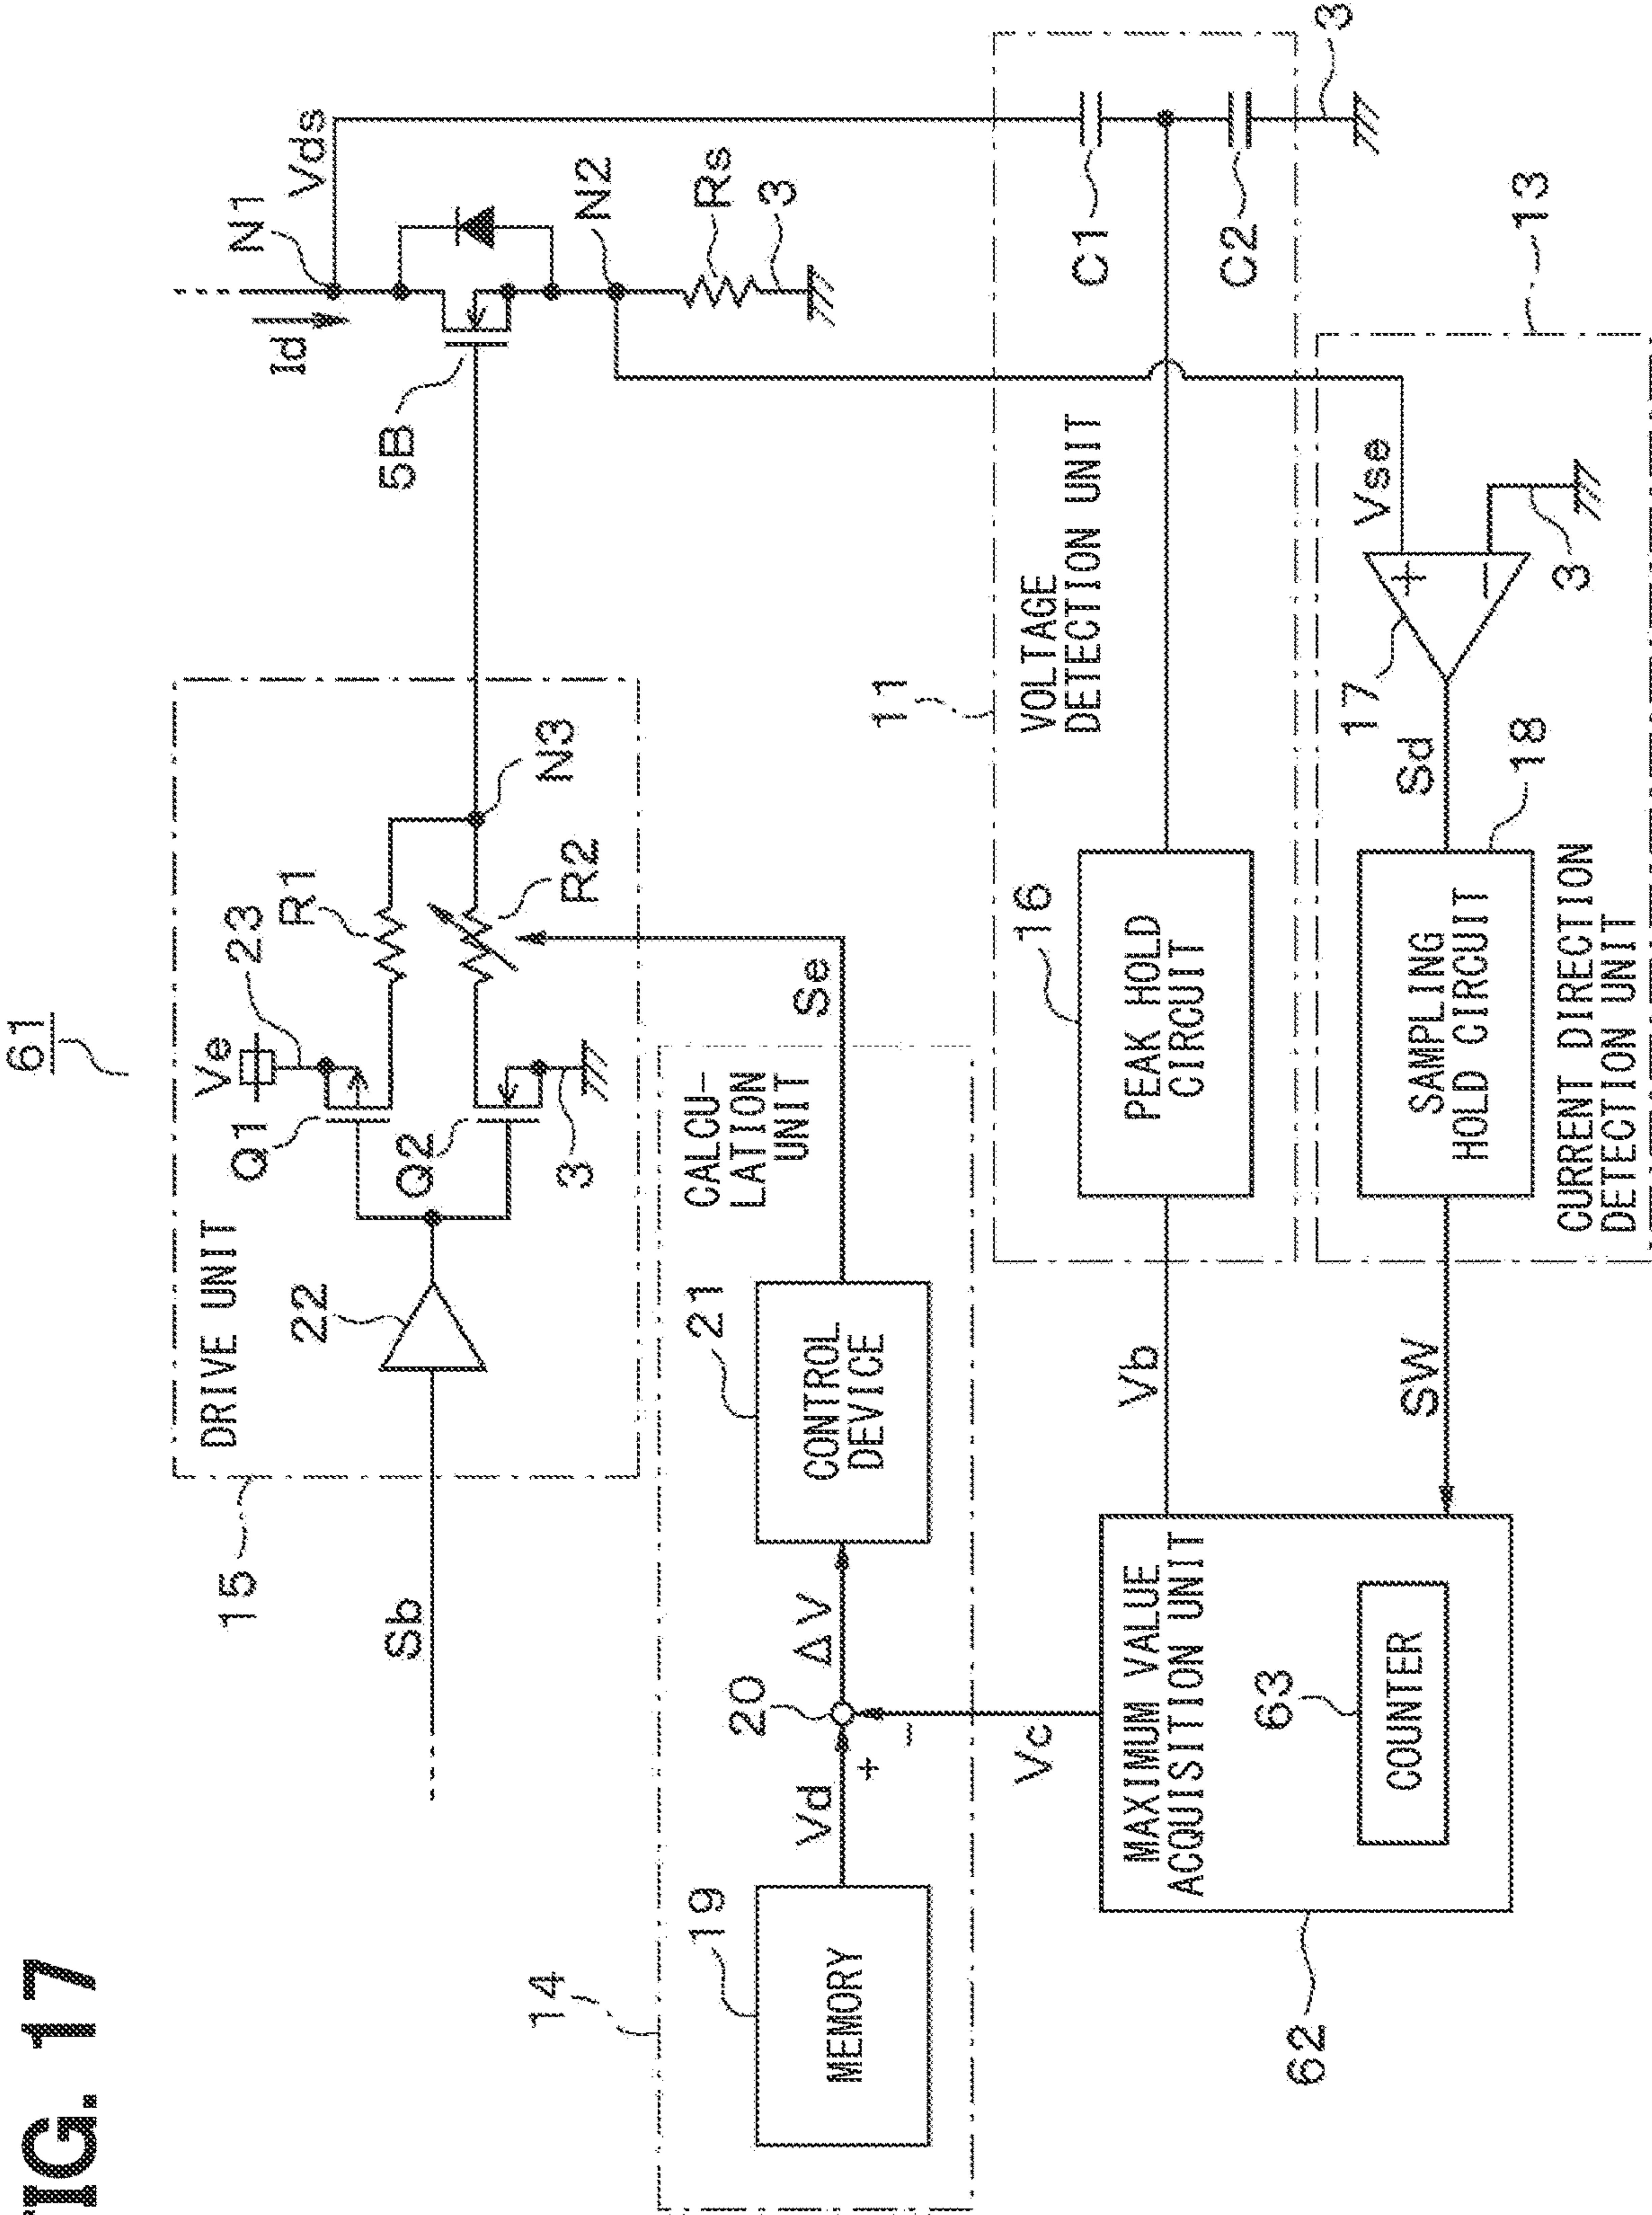 FIG. 17
61
15
DRIVE UNIT
Sb
22
Q1
Ve
23
R1
Q2
3
R2
N3
5B
Id
N1
Vds
N2
Rs
3
14
CALCU-
LATION
UNIT
19
MEMORY
Vd
+
−
20
ΔV
21
CONTROL
DEVICE
Se
Vc
62
MAXIMUM VALUE
ACQUISITION UNIT
63
COUNTER
Vb
SW
11
VOLTAGE
DETECTION UNIT
16
PEAK HOLD
CIRCUIT
C1
C2
3
13
Vse
+
−
3
17
Sd
18
SAMPLING
HOLD CIRCUIT
CURRENT DIRECTION
DETECTION UNIT